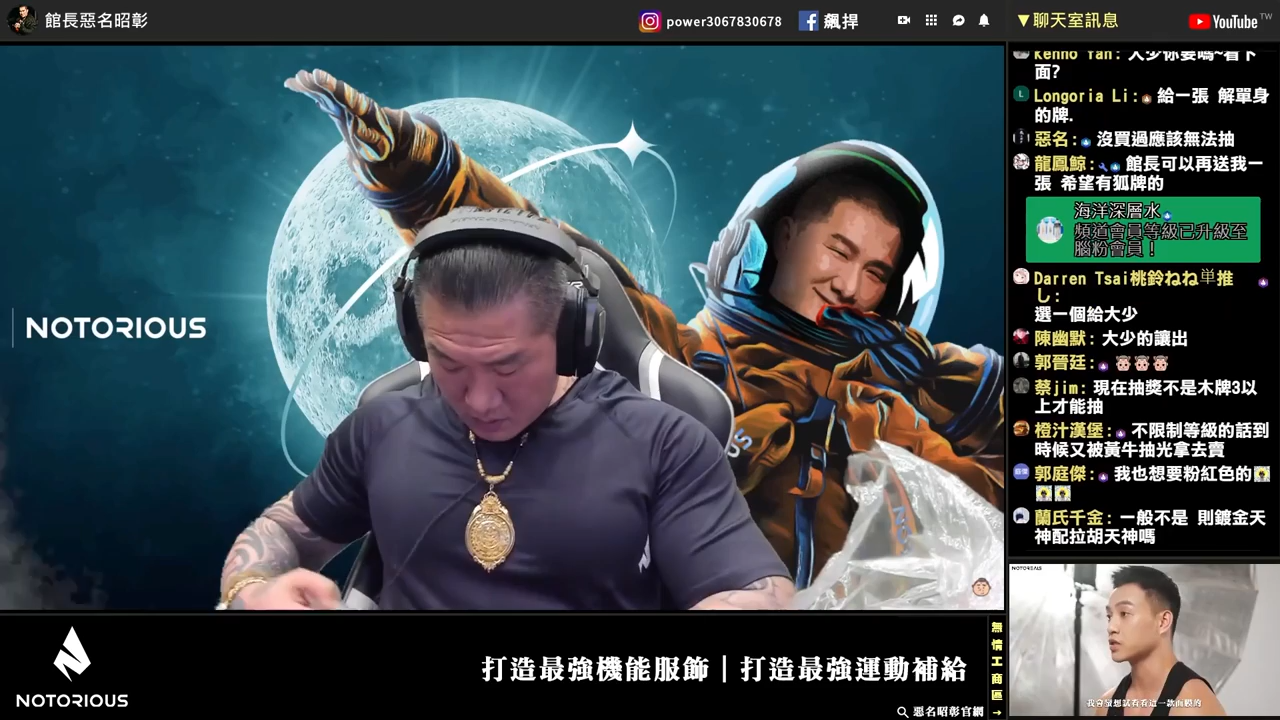 館長惡名昭彰
power3067830678
飆捍
▼聊天室訊息
YouTube TW
面?
Longoria Li: 給一張 解單身
的牌.
惡名: 沒買過應該無法抽
龍鳳鯨: 館長可以再送我一
張 希望有狐牌的
海洋深層水
頻道會員等級已升級至
腦粉會員！
Darren Tsai桃鈴ねね単推
し:
選一個給大少
陳幽默: 大少的讓出
郭晉廷:
蔡jim: 現在抽獎不是木牌3以
上才能抽
橙汁漢堡: 不限制等級的話到
時候又被黃牛抽光拿去賣
郭庭傑: 我也想要粉紅色的
蘭氏千金: 一般不是 則鍍金天
神配拉胡天神嗎
NOTORIOUS
NOTORIOUS
打造最強機能服飾｜打造最強運動補給
惡名昭彰官網
無情工商區→
NOTORIOUS